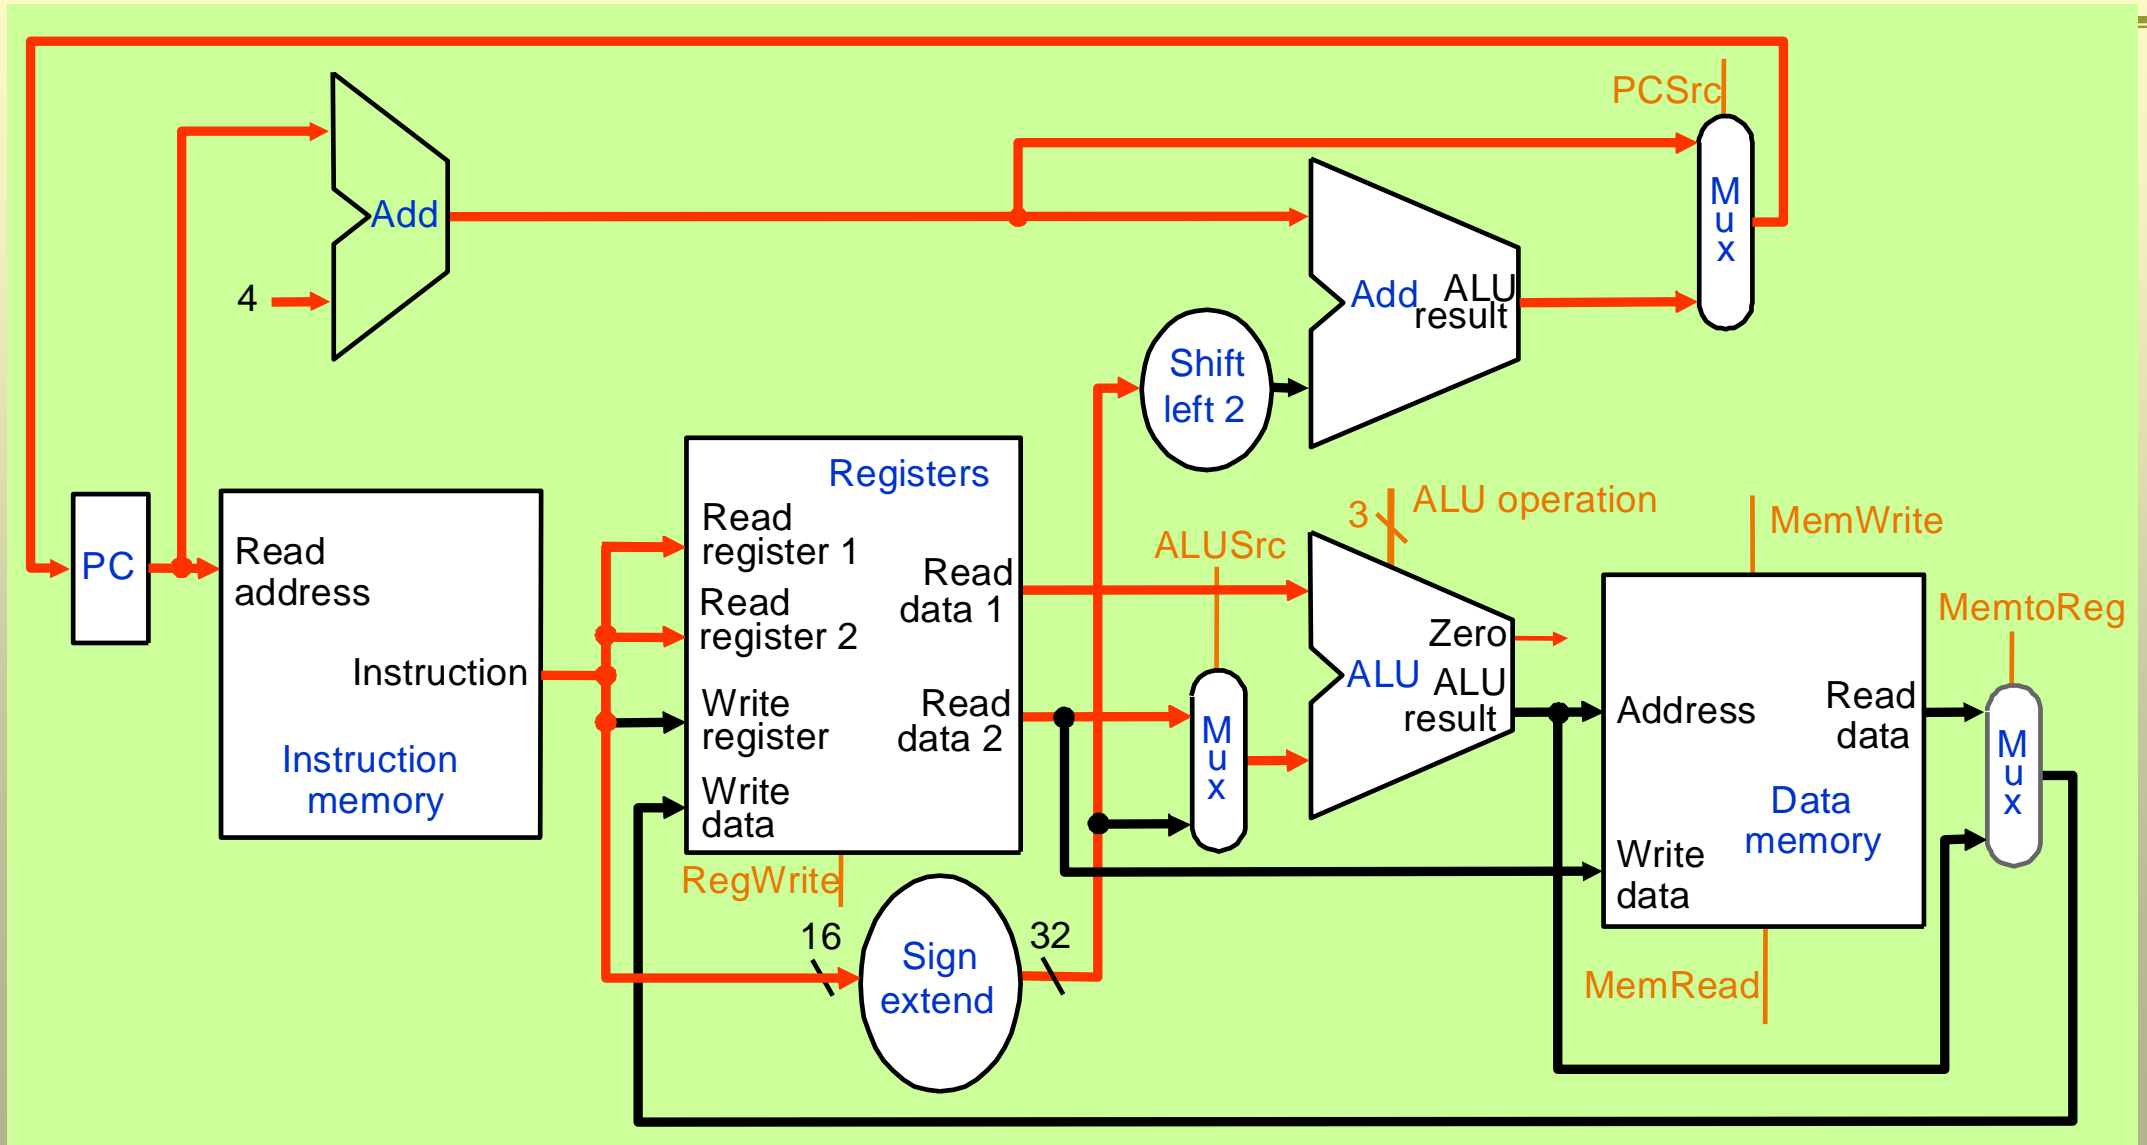 PCSrc
M
u
x
Add
4
Add
ALU
result
Shift
left 2
Registers
Read
register 1
Read
register 2
Write
register
Write
data
Read
data 1
Read
data 2
RegWrite
PC
Read
address
Instruction
Instruction
memory
3
ALU operation
ALUSrc
M
u
x
Zero
ALU
ALU
result
MemWrite
MemtoReg
Address
Read
data
Data
memory
Write
data
M
u
x
MemRead
16
Sign
extend
32